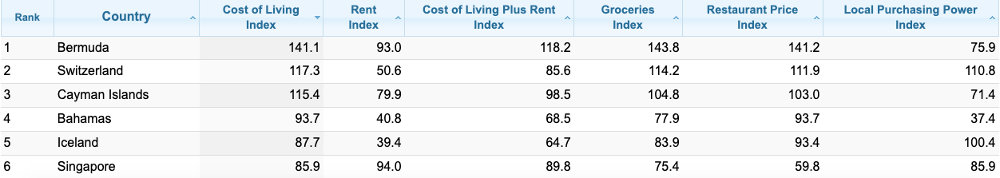 Rank Country Cost of Living Index Rent Index Cost of Living Plus Rent Index Groceries Index Restaurant Price Index Local Purchasing Power Index
1 Bermuda 141.1 93.0 118.2 143.8 141.2 75.9
2 Switzerland 117.3 50.6 85.6 114.2 111.9 110.8
3 Cayman Islands 115.4 79.9 98.5 104.8 103.0 71.4
4 Bahamas 93.7 40.8 68.5 77.9 93.7 37.4
5 Iceland 87.7 39.4 64.7 83.9 93.4 100.4
6 Singapore 85.9 94.0 89.8 75.4 59.8 85.9